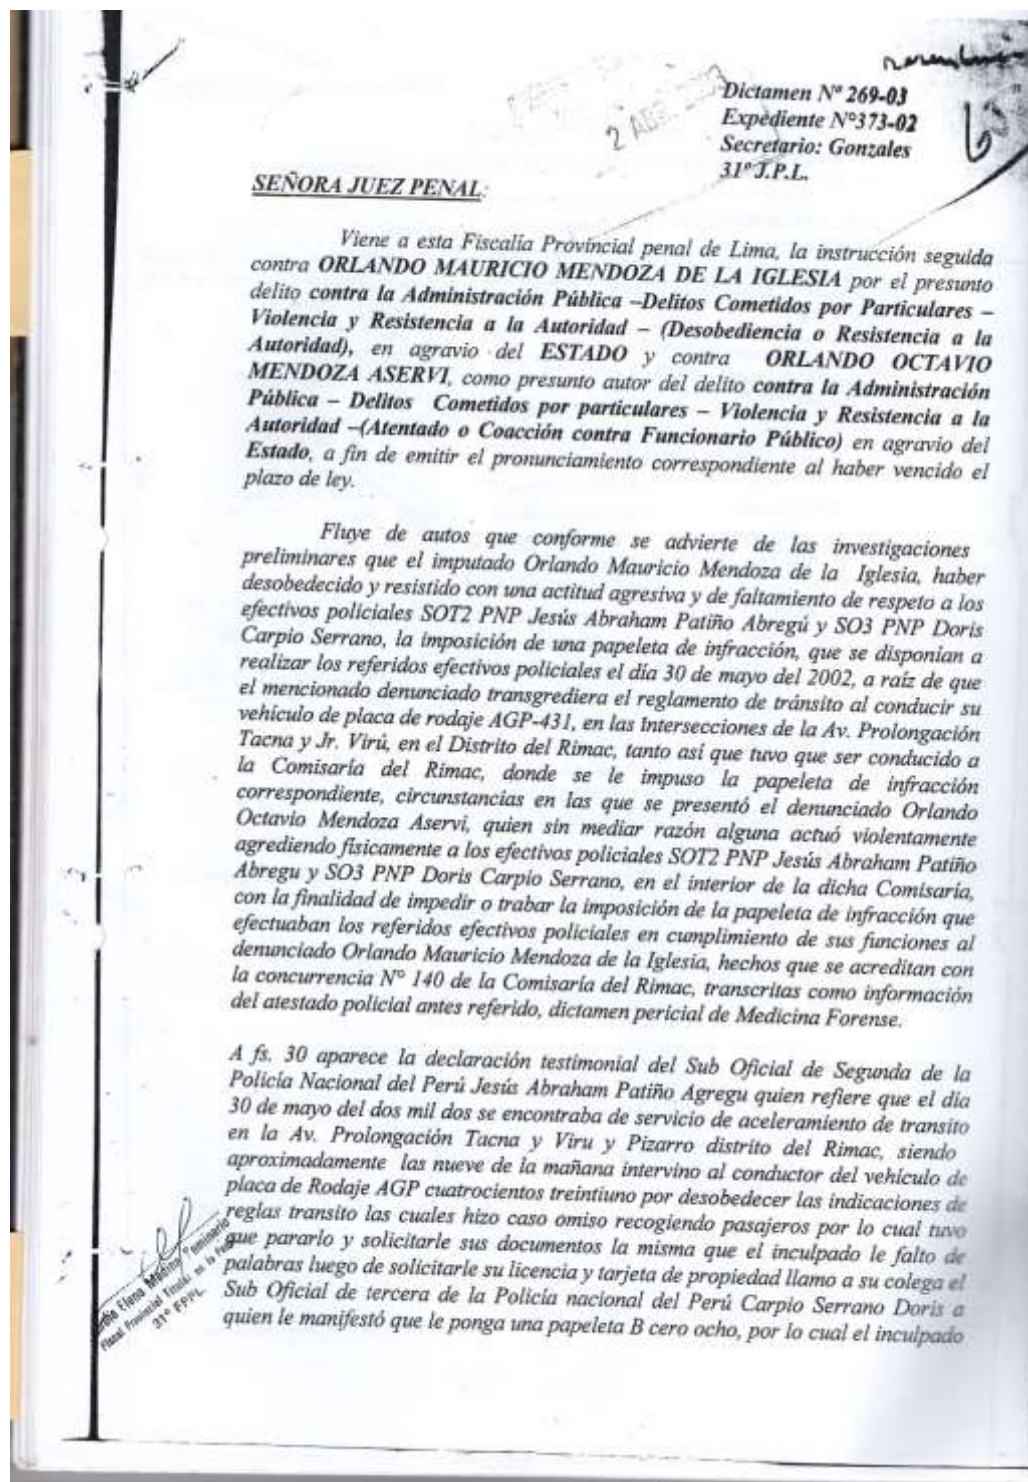 Dictamen Nº 269-03
Expediente Nº373-02
Secretario: Gonzales
31º J.P.L.
2 ABR
63
SEÑORA JUEZ PENAL:
Viene a esta Fiscalía Provincial penal de Lima, la instrucción seguida
contra ORLANDO MAURICIO MENDOZA DE LA IGLESIA por el presunto
delito contra la Administración Pública –Delitos Cometidos por Particulares –
Violencia y Resistencia a la Autoridad – (Desobediencia o Resistencia a la
Autoridad), en agravio del ESTADO y contra ORLANDO OCTAVIO
MENDOZA ASERVI, como presunto autor del delito contra la Administración
Pública – Delitos Cometidos por particulares – Violencia y Resistencia a la
Autoridad –(Atentado o Coacción contra Funcionario Público) en agravio del
Estado, a fin de emitir el pronunciamiento correspondiente al haber vencido el
plazo de ley.
Fluye de autos que conforme se advierte de las investigaciones
preliminares que el imputado Orlando Mauricio Mendoza de la Iglesia, haber
desobedecido y resistido con una actitud agresiva y de faltamiento de respeto a los
efectivos policiales SOT2 PNP Jesús Abraham Patiño Abregú y SO3 PNP Doris
Carpio Serrano, la imposición de una papeleta de infracción, que se disponían a
realizar los referidos efectivos policiales el día 30 de mayo del 2002, a raíz de que
el mencionado denunciado transgrediera el reglamento de tránsito al conducir su
vehículo de placa de rodaje AGP-431, en las Intersecciones de la Av. Prolongación
Tacna y Jr. Virú, en el Distrito del Rimac, tanto así que tuvo que ser conducido a
la Comisaría del Rimac, donde se le impuso la papeleta de infracción
correspondiente, circunstancias en las que se presentó el denunciado Orlando
Octavio Mendoza Aservi, quien sin mediar razón alguna actuó violentamente
agrediendo físicamente a los efectivos policiales SOT2 PNP Jesús Abraham Patiño
Abregu y SO3 PNP Doris Carpio Serrano, en el interior de la dicha Comisaría,
con la finalidad de impedir o trabar la imposición de la papeleta de infracción que
efectuaban los referidos efectivos policiales en cumplimiento de sus funciones al
denunciado Orlando Mauricio Mendoza de la Iglesia, hechos que se acreditan con
la concurrencia Nº 140 de la Comisaría del Rimac, transcritas como información
del atestado policial antes referido, dictamen pericial de Medicina Forense.
A fs. 30 aparece la declaración testimonial del Sub Oficial de Segunda de la
Policía Nacional del Perú Jesús Abraham Patiño Agregu quien refiere que el día
30 de mayo del dos mil dos se encontraba de servicio de aceleramiento de transito
en la Av. Prolongación Tacna y Viru y Pizarro distrito del Rimac, siendo
aproximadamente las nueve de la mañana intervino al conductor del vehículo de
placa de Rodaje AGP cuatrocientos treintiuno por desobedecer las indicaciones de
reglas transito las cuales hizo caso omiso recogiendo pasajeros por lo cual tuvo
que pararlo y solicitarle sus documentos la misma que el inculpado le falto de
palabras luego de solicitarle su licencia y tarjeta de propiedad llamo a su colega el
Sub Oficial de tercera de la Policía nacional del Perú Carpio Serrano Doris a
quien le manifestó que le ponga una papeleta B cero ocho, por lo cual el inculpado
Elena Medina
Fiscal Provincial Titular en lo Penal
31º FPPL